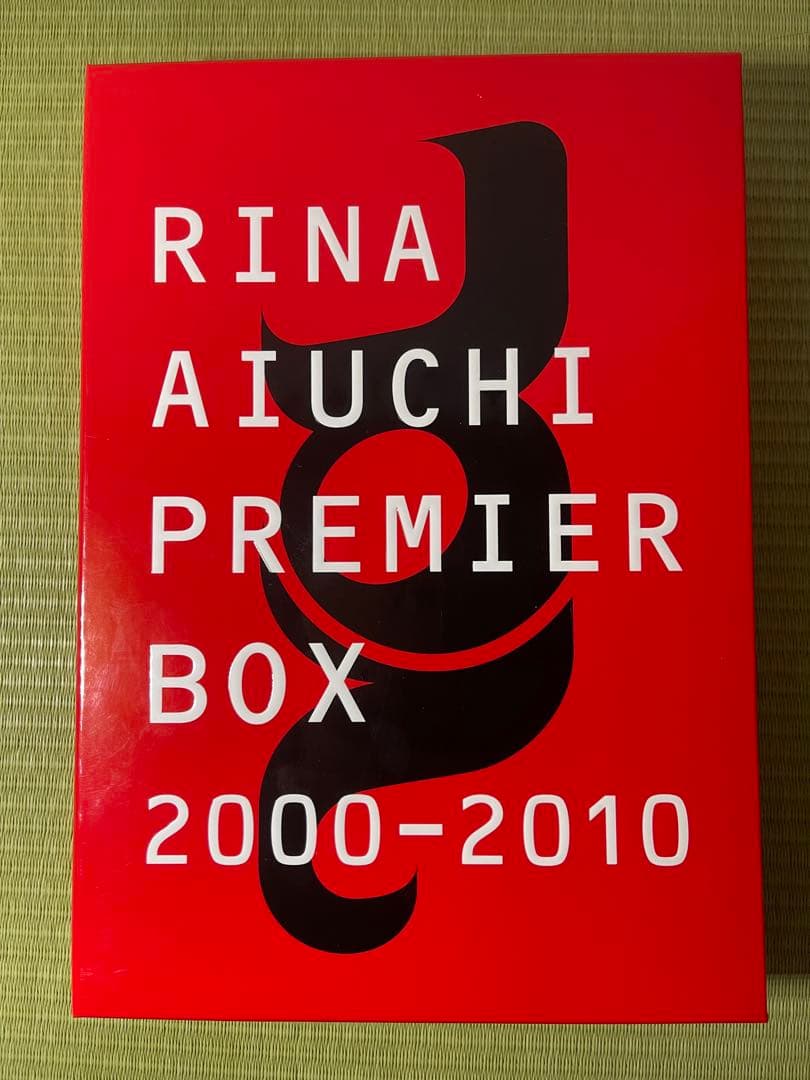 RINA
AIUCHI
PREMIER
BOX
2000-2010